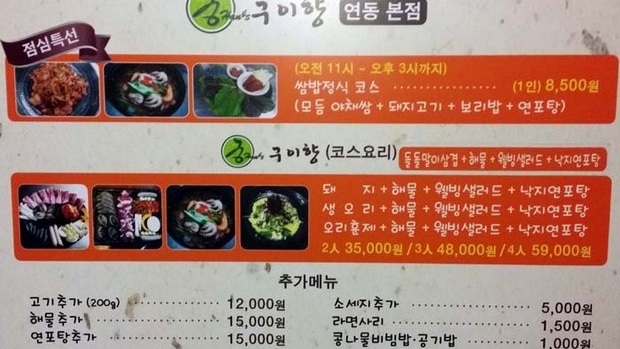 구이향 연동 본점
점심특선
(오전 11시 ~ 오후 3시까지)
쌈밥정식 코스 (1인) 8,500원
(모듬 야채쌈 + 돼지고기 + 보리밥 + 연포탕)
구이향 (코스요리) 돌돌말이삼겹 + 해물 + 웰빙샐러드 + 낙지연포탕
돼 지 + 해물 + 웰빙샐러드 + 낙지연포탕
생 오 리 + 해물 + 웰빙샐러드 + 낙지연포탕
오리훈제 + 해물 + 웰빙샐러드 + 낙지연포탕
2人 35,000원 / 3人 48,000원 / 4人 59,000원
추가메뉴
고기추가 (200g) 12,000원
해물추가 15,000원
연포탕추가 15,000원
소세지추가 5,000원
라면사리 1,500원
콩나물비빔밥·공기밥 1,000원